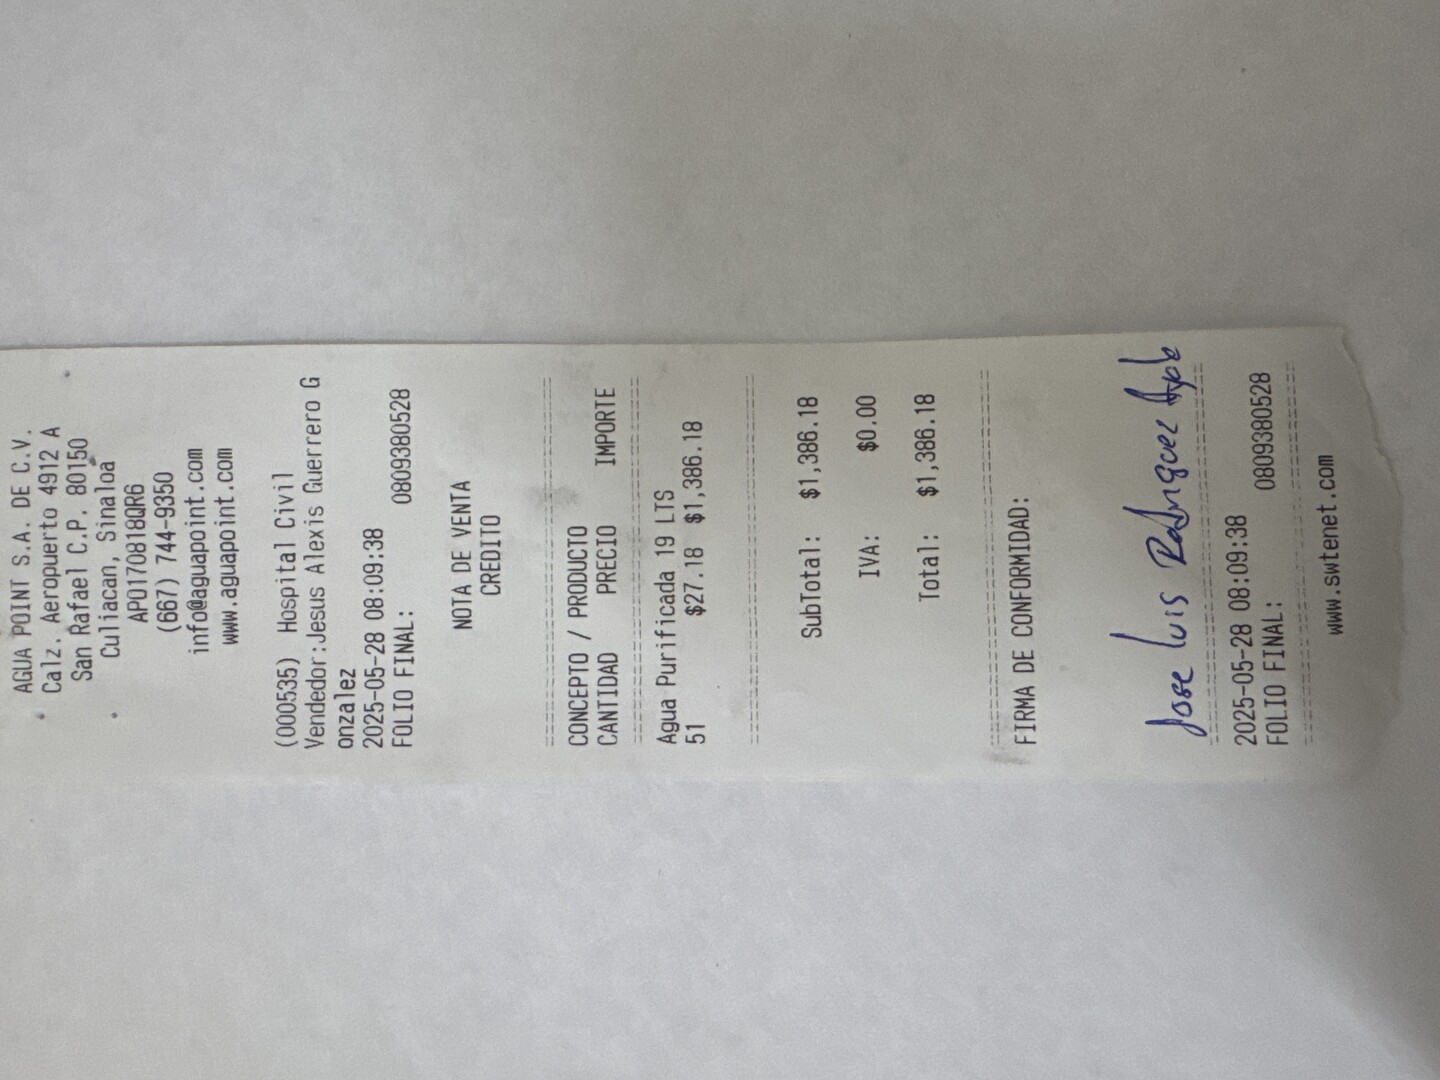 AGUA POINT S.A. DE C.V.
Calz. Aeropuerto 4912 A
San Rafael C.P. 80150
Culiacan, Sinaloa
APO170818QR6
(667) 744-9350
info@aguapoint.com
www.aguapoint.com
(000535) Hospital Civil
Vendedor:Jesus Alexis Guerrero G
onzalez
2025-05-28 08:09:38
FOLIO FINAL: 0809380528
NOTA DE VENTA
CREDITO
CONCEPTO / PRODUCTO
CANTIDAD PRECIO IMPORTE
Agua Purificada 19 LTS
51 $27.18 $1,386.18
SubTotal: $1,386.18
IVA: $0.00
Total: $1,386.18
FIRMA DE CONFORMIDAD:
Jose Luis Rodriguez
2025-05-28 08:09:38
FOLIO FINAL: 0809380528
www.swtenet.com